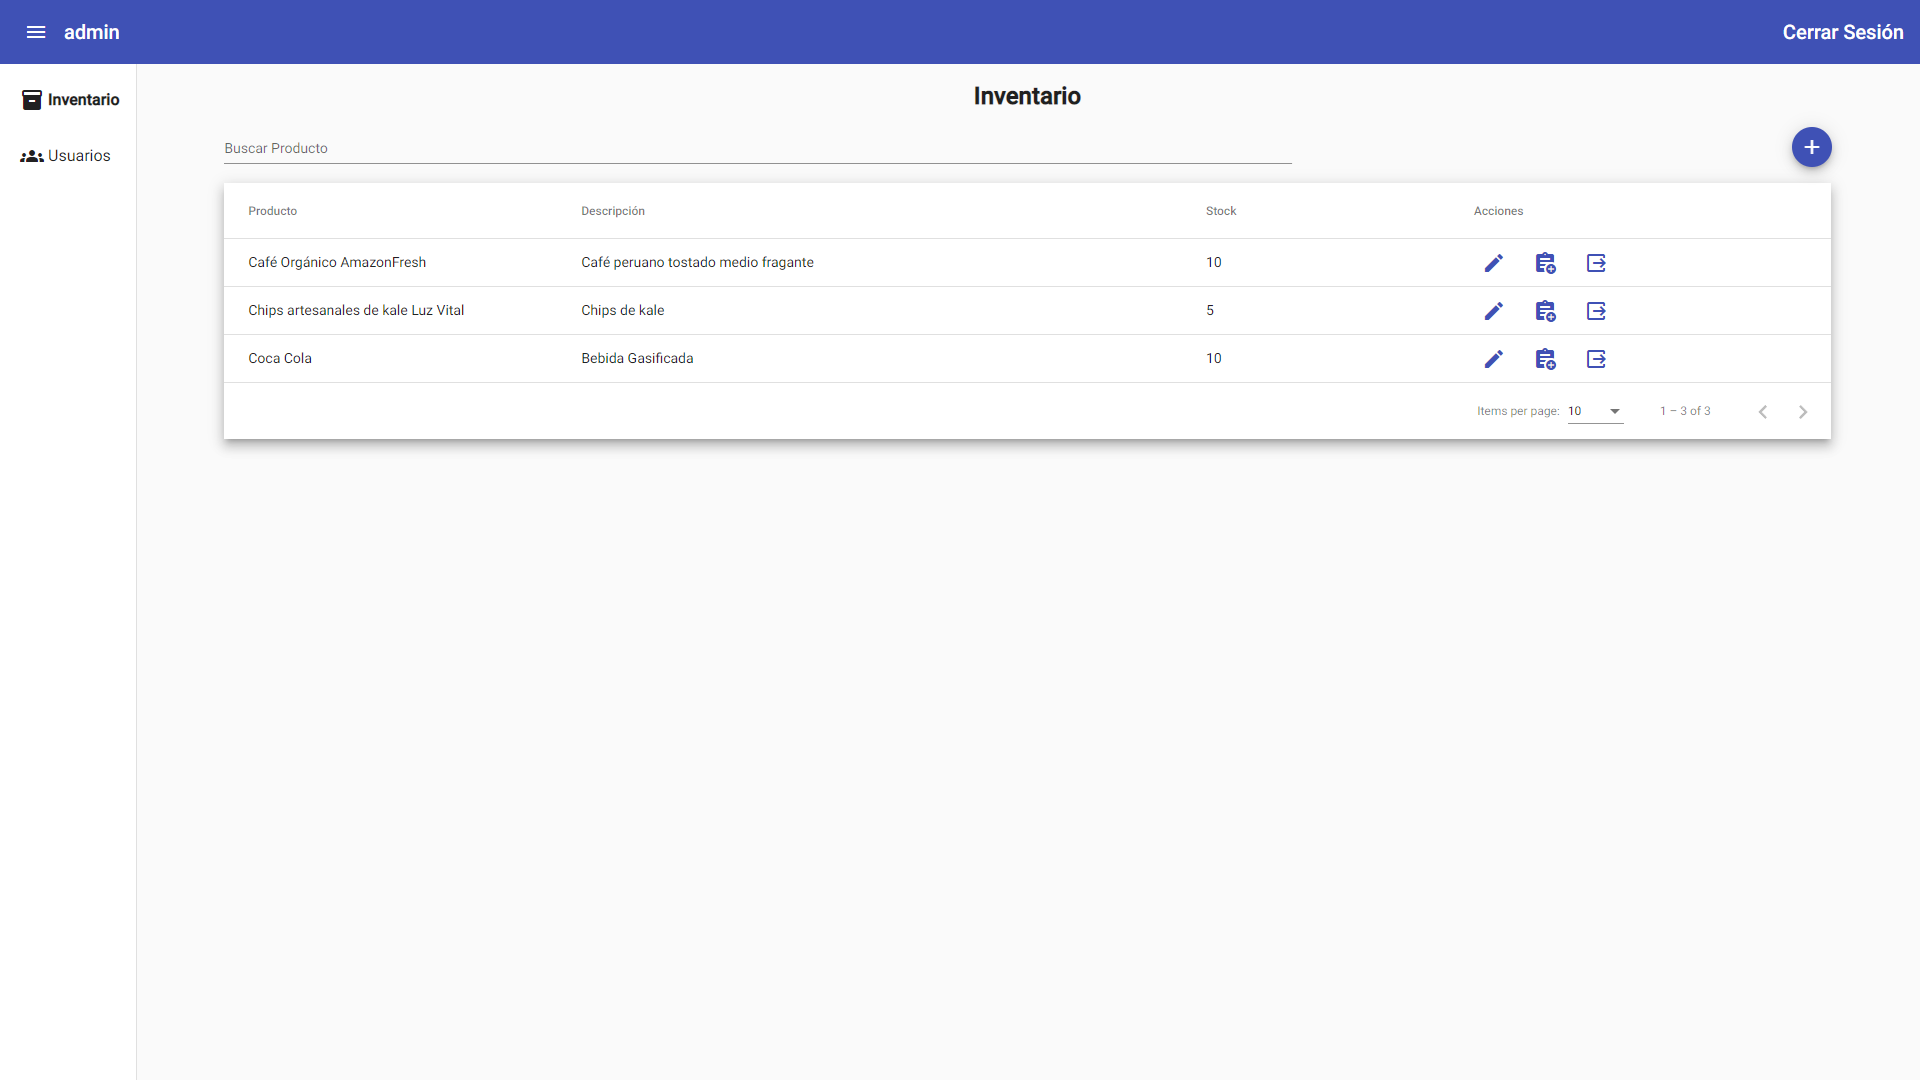 admin
Cerrar Sesión
Inventario
Usuarios
Inventario
Buscar Producto
Producto Descripción Stock Acciones
Café Orgánico AmazonFresh Café peruano tostado medio fragante 10
Chips artesanales de kale Luz Vital Chips de kale 5
Coca Cola Bebida Gasificada 10
Items per page: 10 1 – 3 of 3